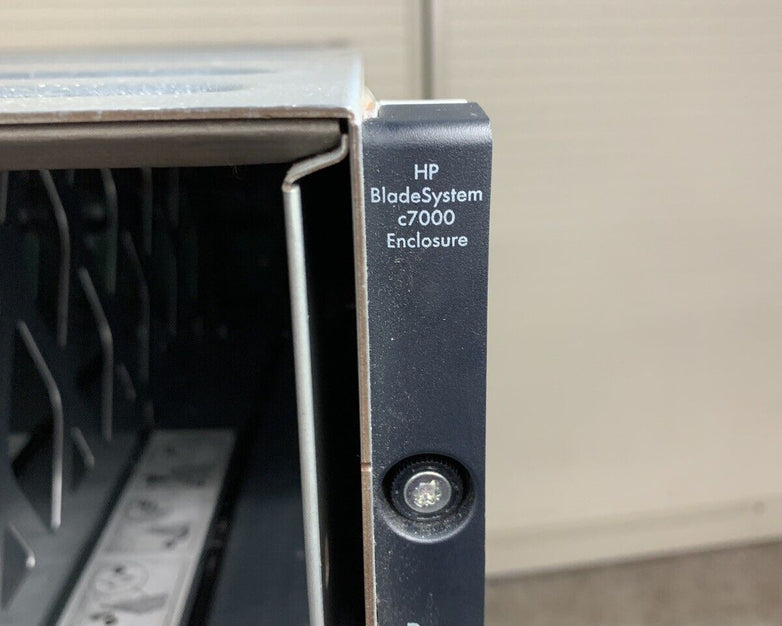 HP
BladeSystem
c7000
Enclosure